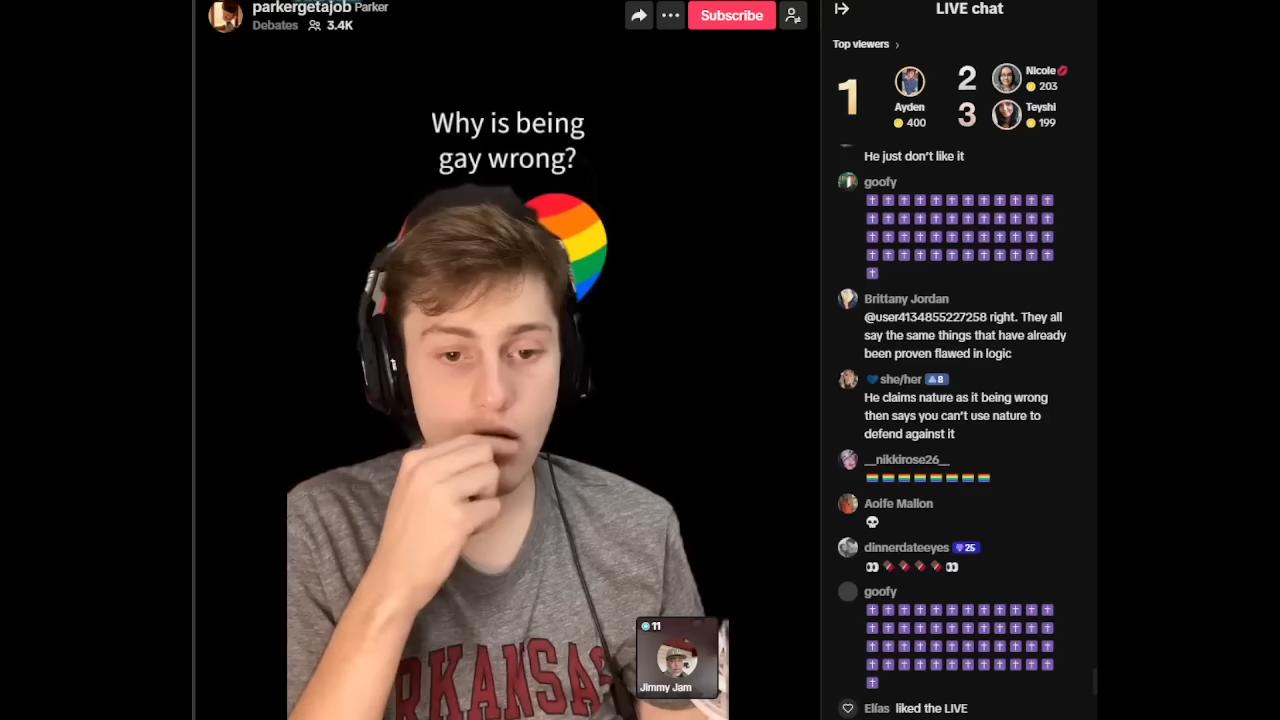 parkergetajob Parker
Debates 3.4K
Subscribe
Why is being
gay wrong?
ARKANSAS
11
Jimmy Jam
LIVE chat
Top viewers
1
Ayden
400
2
Nicole💋
203
3
Teyshi
199
He just don't like it
goofy
✝️✝️✝️✝️✝️✝️✝️✝️✝️✝️✝️✝️
✝️✝️✝️✝️✝️✝️✝️✝️✝️✝️✝️✝️
✝️✝️✝️✝️✝️✝️✝️✝️✝️✝️✝️✝️
✝️✝️✝️✝️✝️✝️✝️✝️✝️✝️✝️✝️
✝️
Brittany Jordan
@user4134855227258 right. They all
say the same things that have already
been proven flawed in logic
💙she/her 8
He claims nature as it being wrong
then says you can't use nature to
defend against it
__nikkirose26__
🏳️‍🌈🏳️‍🌈🏳️‍🌈🏳️‍🌈🏳️‍🌈🏳️‍🌈🏳️‍🌈🏳️‍🌈
Aoife Mallon
💀
dinnerdateeyes 25
👀🍫🍫🍫🍫👀
goofy
✝️✝️✝️✝️✝️✝️✝️✝️✝️✝️✝️✝️
✝️✝️✝️✝️✝️✝️✝️✝️✝️✝️✝️✝️
✝️✝️✝️✝️✝️✝️✝️✝️✝️✝️✝️✝️
✝️✝️✝️✝️✝️✝️✝️✝️✝️✝️✝️✝️
✝️
Elías liked the LIVE